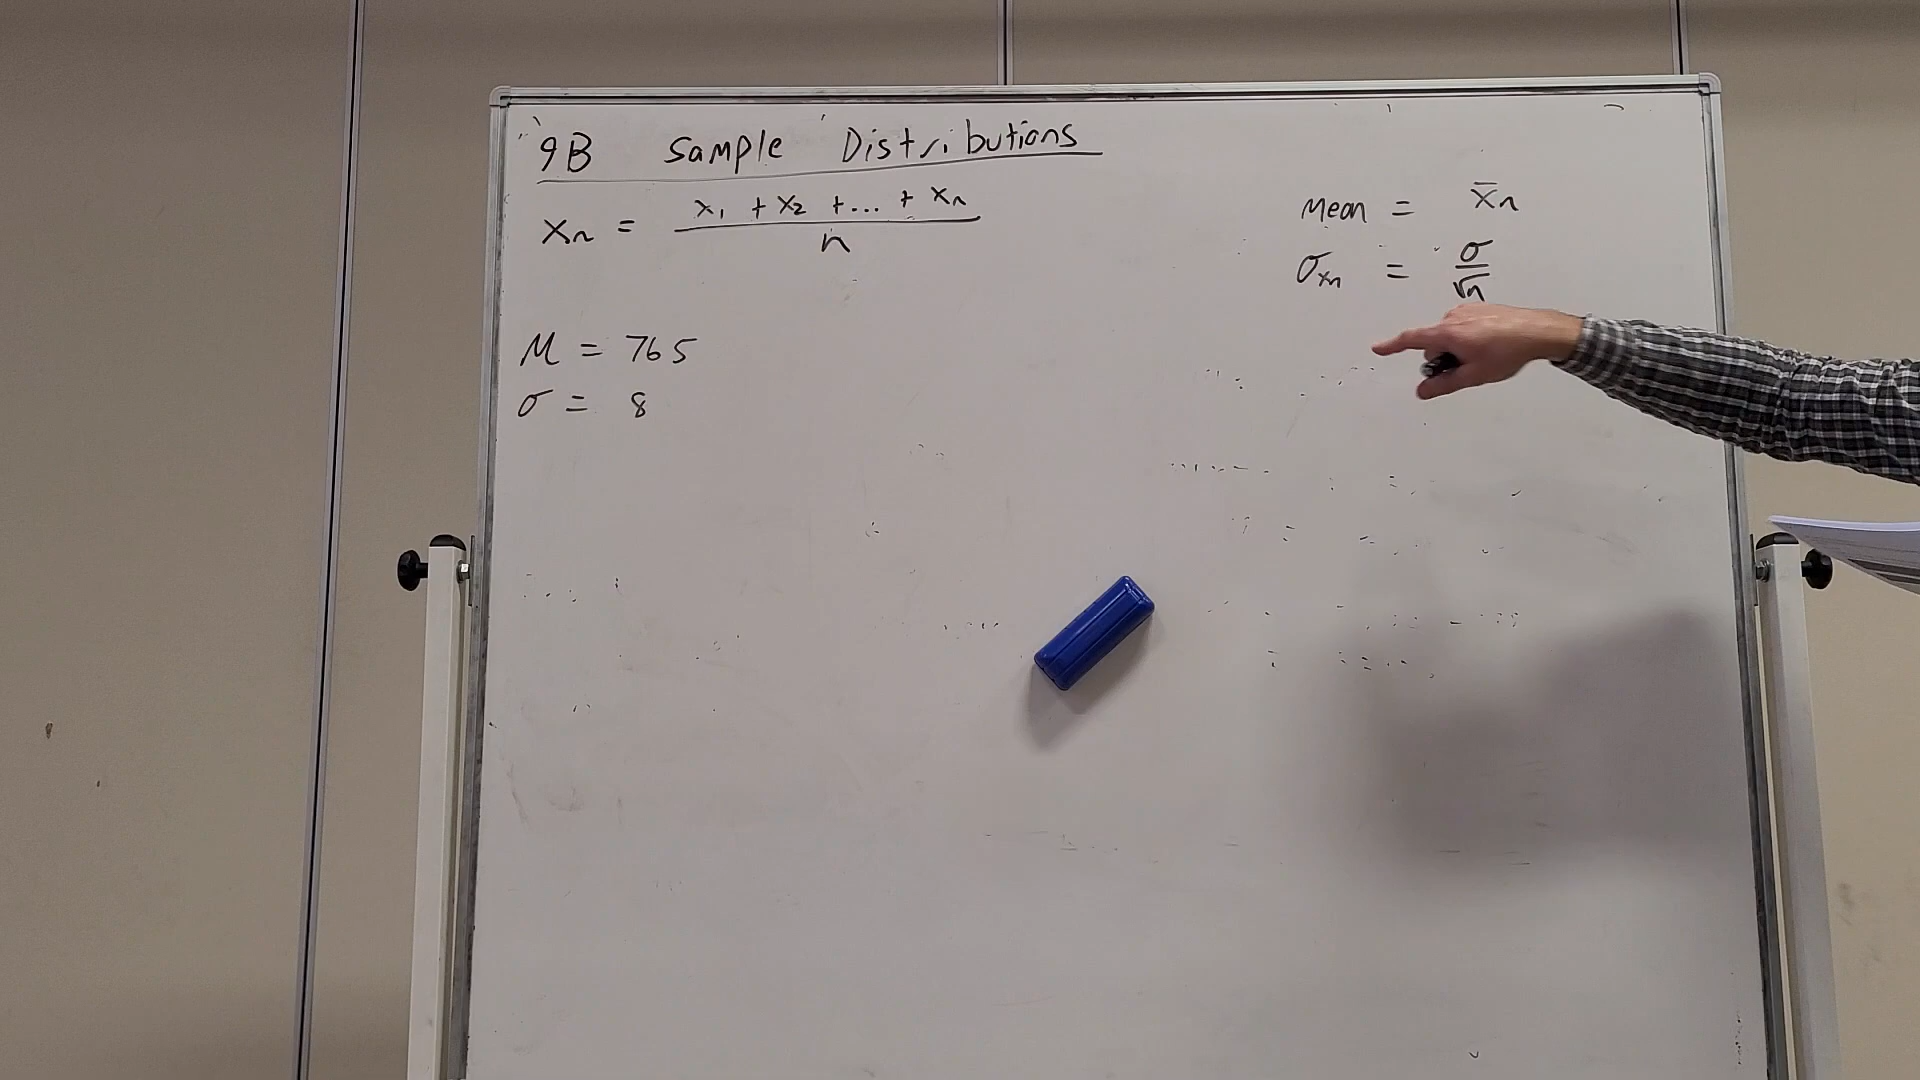 9B Sample Distributions
xₙ = x₁ + x₂ + ... + xₙ / n
Mean = x̄ₙ
σxₙ = σ / √n
M = 765
σ = 8